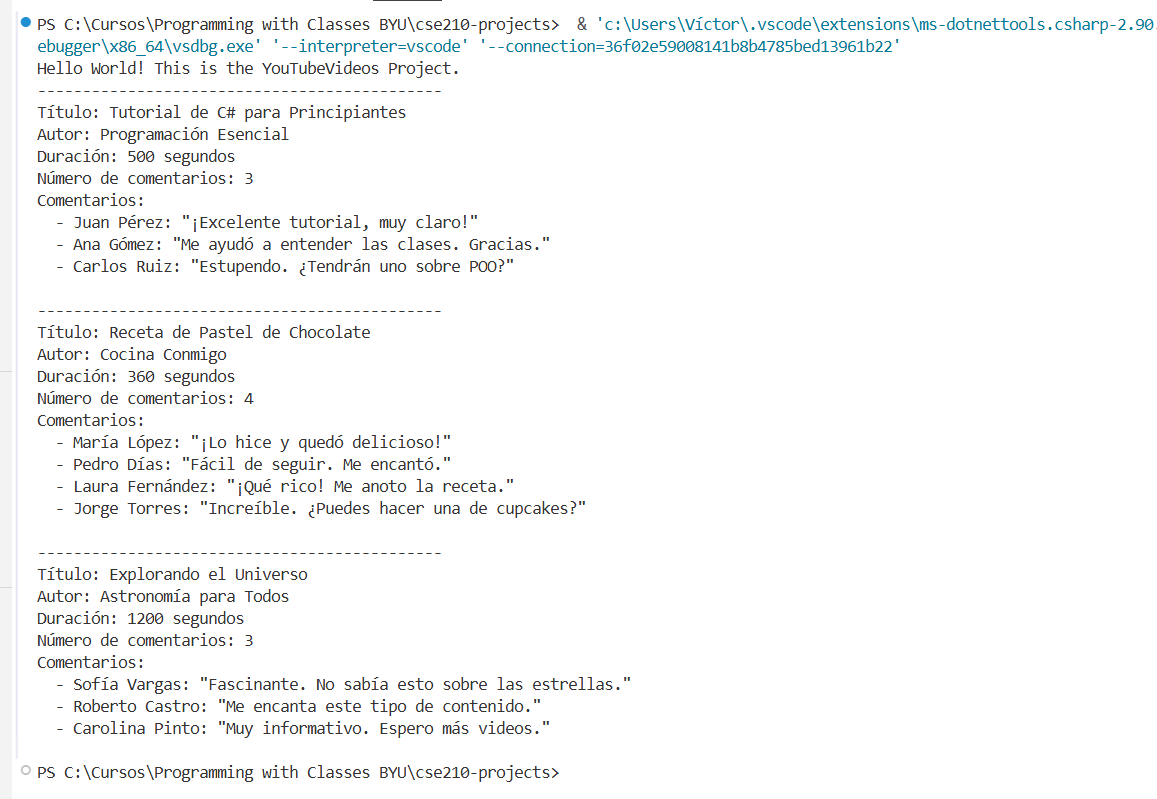 PS C:\Cursos\Programming with Classes BYU\cse210-projects>  & 'c:\Users\Víctor\.vscode\extensions\ms-dotnettools.csharp-2.90.
ebugger\x86_64\vsdbg.exe' '--interpreter=vscode' '--connection=36f02e59008141b8b4785bed13961b22'
Hello World! This is the YouTubeVideos Project.
---------------------------------------------
Título: Tutorial de C# para Principiantes
Autor: Programación Esencial
Duración: 500 segundos
Número de comentarios: 3
Comentarios:
  - Juan Pérez: "¡Excelente tutorial, muy claro!"
  - Ana Gómez: "Me ayudó a entender las clases. Gracias."
  - Carlos Ruiz: "Estupendo. ¿Tendrán uno sobre POO?"

---------------------------------------------
Título: Receta de Pastel de Chocolate
Autor: Cocina Conmigo
Duración: 360 segundos
Número de comentarios: 4
Comentarios:
  - María López: "¡Lo hice y quedó delicioso!"
  - Pedro Días: "Fácil de seguir. Me encantó."
  - Laura Fernández: "¡Qué rico! Me anoto la receta."
  - Jorge Torres: "Increíble. ¿Puedes hacer una de cupcakes?"

---------------------------------------------
Título: Explorando el Universo
Autor: Astronomía para Todos
Duración: 1200 segundos
Número de comentarios: 3
Comentarios:
  - Sofía Vargas: "Fascinante. No sabía esto sobre las estrellas."
  - Roberto Castro: "Me encanta este tipo de contenido."
  - Carolina Pinto: "Muy informativo. Espero más videos."

PS C:\Cursos\Programming with Classes BYU\cse210-projects>